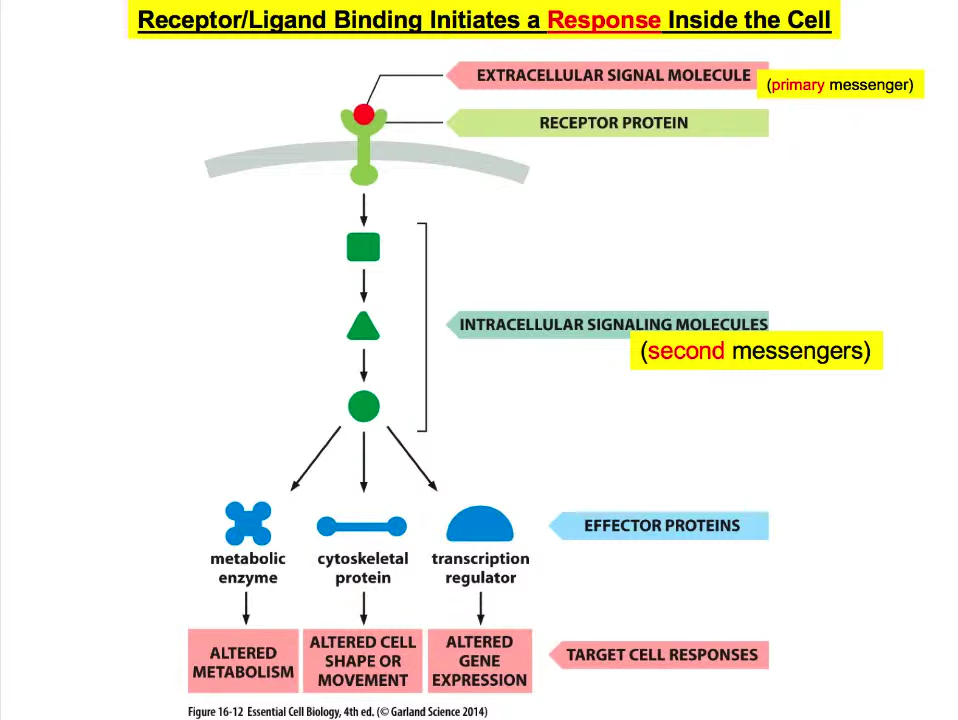 Receptor/Ligand Binding Initiates a Response Inside the Cell
EXTRACELLULAR SIGNAL MOLECULE
(primary messenger)
RECEPTOR PROTEIN
INTRACELLULAR SIGNALING MOLECULES
(second messengers)
EFFECTOR PROTEINS
metabolic
enzyme
cytoskeletal
protein
transcription
regulator
ALTERED
METABOLISM
ALTERED CELL
SHAPE OR
MOVEMENT
ALTERED
GENE
EXPRESSION
TARGET CELL RESPONSES
Figure 16-12 Essential Cell Biology, 4th ed. (© Garland Science 2014)